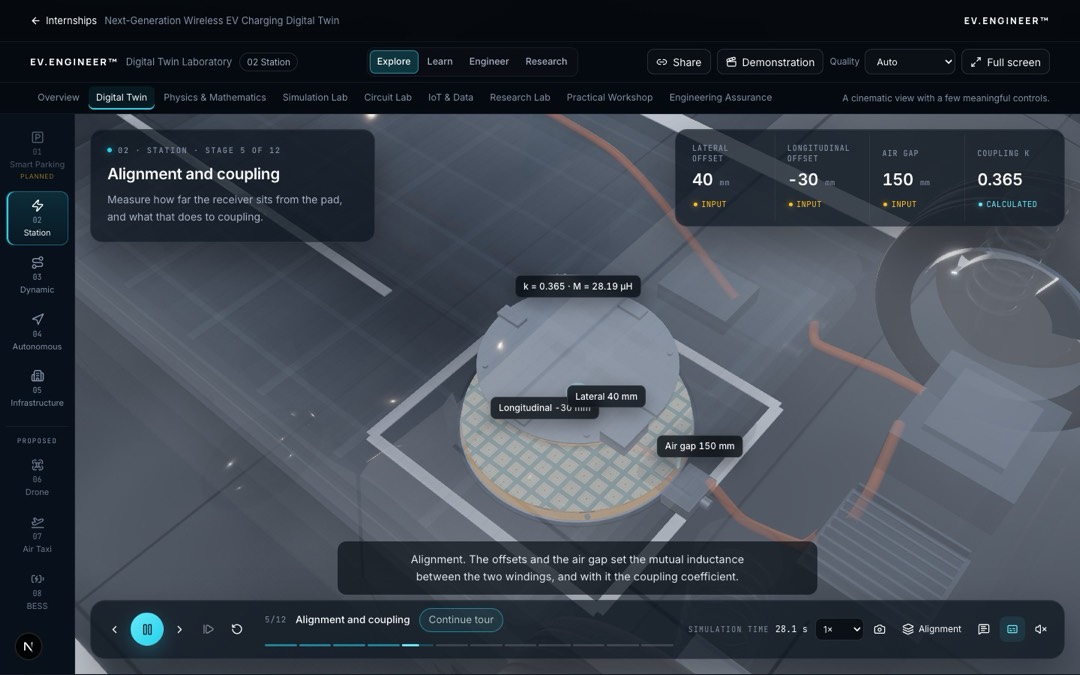 ← Internships Next-Generation Wireless EV Charging Digital Twin
EV.ENGINEER™
EV.ENGINEER™ Digital Twin Laboratory 02 Station
Explore Learn Engineer Research
Share Demonstration Quality Auto Full screen
Overview Digital Twin Physics & Mathematics Simulation Lab Circuit Lab IoT & Data Research Lab Practical Workshop Engineering Assurance
A cinematic view with a few meaningful controls.
01
Smart Parking
PLANNED
02
Station
03
Dynamic
04
Autonomous
05
Infrastructure
PROPOSED
06
Drone
07
Air Taxi
08
BESS
N
02 · STATION · STAGE 5 OF 12
Alignment and coupling
Measure how far the receiver sits from the pad,
and what that does to coupling.
LATERAL
OFFSET
40 mm
INPUT
LONGITUDINAL
OFFSET
-30 mm
INPUT
AIR GAP
150 mm
INPUT
COUPLING K
0.365
CALCULATED
k = 0.365 · M = 28.19 µH
Lateral 40 mm
Longitudinal -30 mm
Air gap 150 mm
Alignment. The offsets and the air gap set the mutual inductance
between the two windings, and with it the coupling coefficient.
5/12 Alignment and coupling Continue tour
SIMULATION TIME 28.1 s 1× Alignment